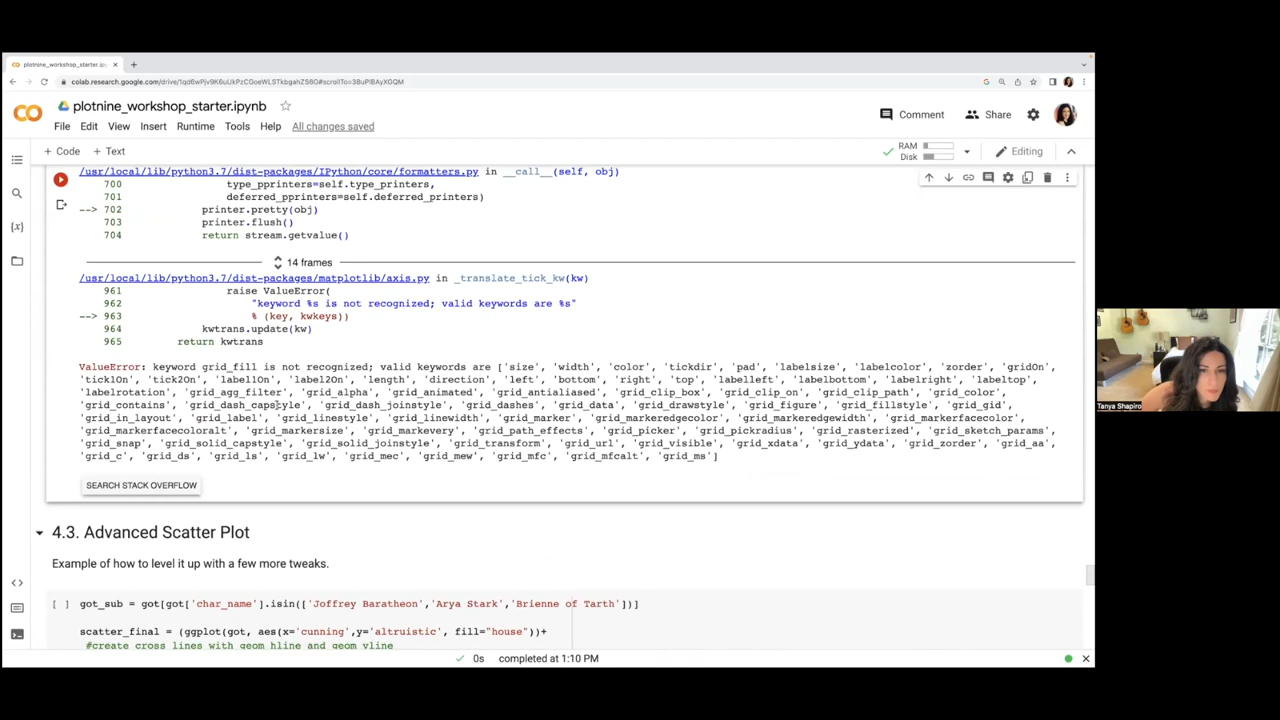 plotnine_workshop_starter.ip
colab.research.google.com/drive/
plotnine_workshop_starter.ipynb
File Edit View Insert Runtime Tools Help All changes saved
Comment Share
+ Code + Text
RAM
Disk
Editing
/usr/local/lib/python3.7/dist-packages/IPython/core/formatters.py in __call__(self, obj)
700 type_pprinters=self.type_printers,
701 deferred_pprinters=self.deferred_printers)
--> 702 printer.pretty(obj)
703 printer.flush()
704 return stream.getvalue()
14 frames
/usr/local/lib/python3.7/dist-packages/matplotlib/axis.py in _translate_tick_kw(kw)
961 raise ValueError(
962 "keyword %s is not recognized; valid keywords are %s"
--> 963 % (key, kwkeys))
964 kwtrans.update(kw)
965 return kwtrans
ValueError: keyword grid_fill is not recognized; valid keywords are ['size', 'width', 'color', 'tickdir', 'pad', 'labelsize', 'labelcolor', 'zorder', 'gridOn',
'tick1On', 'tick2On', 'label1On', 'label2On', 'length', 'direction', 'left', 'bottom', 'right', 'top', 'labelleft', 'labelbottom', 'labelright', 'labeltop',
'labelrotation', 'grid_agg_filter', 'grid_alpha', 'grid_animated', 'grid_antialiased', 'grid_clip_box', 'grid_clip_on', 'grid_clip_path', 'grid_color',
'grid_contains', 'grid_dash_capstyle', 'grid_dash_joinstyle', 'grid_dashes', 'grid_data', 'grid_drawstyle', 'grid_figure', 'grid_fillstyle', 'grid_gid',
'grid_in_layout', 'grid_label', 'grid_linestyle', 'grid_linewidth', 'grid_marker', 'grid_markeredgecolor', 'grid_markeredgewidth', 'grid_markerfacecolor',
'grid_markerfacecoloralt', 'grid_markersize', 'grid_markevery', 'grid_path_effects', 'grid_picker', 'grid_pickradius', 'grid_rasterized', 'grid_sketch_params',
'grid_snap', 'grid_solid_capstyle', 'grid_solid_joinstyle', 'grid_transform', 'grid_url', 'grid_visible', 'grid_xdata', 'grid_ydata', 'grid_zorder', 'grid_aa',
'grid_c', 'grid_ds', 'grid_ls', 'grid_lw', 'grid_mec', 'grid_mew', 'grid_mfc', 'grid_mfcalt', 'grid_ms']
SEARCH STACK OVERFLOW
4.3. Advanced Scatter Plot
Example of how to level it up with a few more tweaks.
[ ] got_sub = got[got['char_name'].isin(['Joffrey Baratheon','Arya Stark','Brienne of Tarth'])]
scatter_final = (ggplot(got, aes(x='cunning',y='altruistic', fill="house"))+
#create cross lines with geom hline and geom vline
0s completed at 1:10 PM
Tanya Shapiro